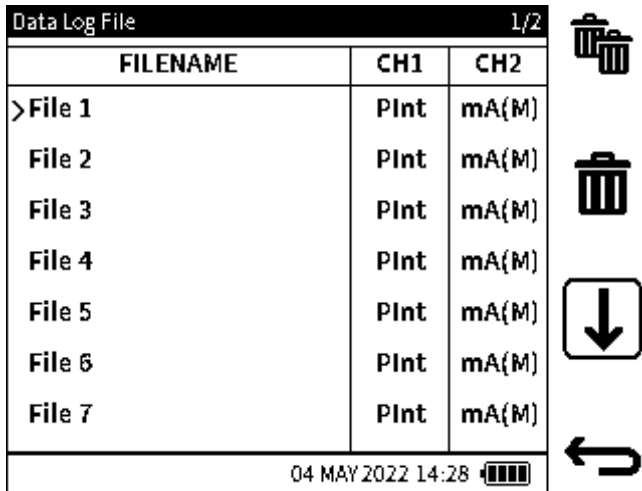 Data Log File 1/2
FILENAME CH1 CH2
>File 1 PInt mA(M)
File 2 PInt mA(M)
File 3 PInt mA(M)
File 4 PInt mA(M)
File 5 PInt mA(M)
File 6 PInt mA(M)
File 7 PInt mA(M)
04 MAY 2022 14:28